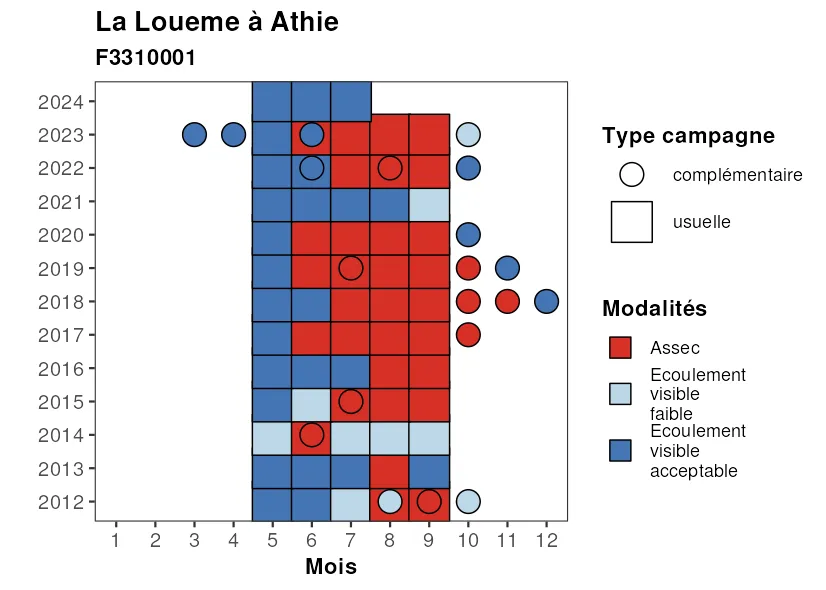 La Loueme à Athie
F3310001
2024
2023
2022
2021
2020
2019
2018
2017
2016
2015
2014
2013
2012
1 2 3 4 5 6 7 8 9 10 11 12
Mois
Type campagne
complémentaire
usuelle
Modalités
Assec
Ecoulement
visible
faible
Ecoulement
visible
acceptable